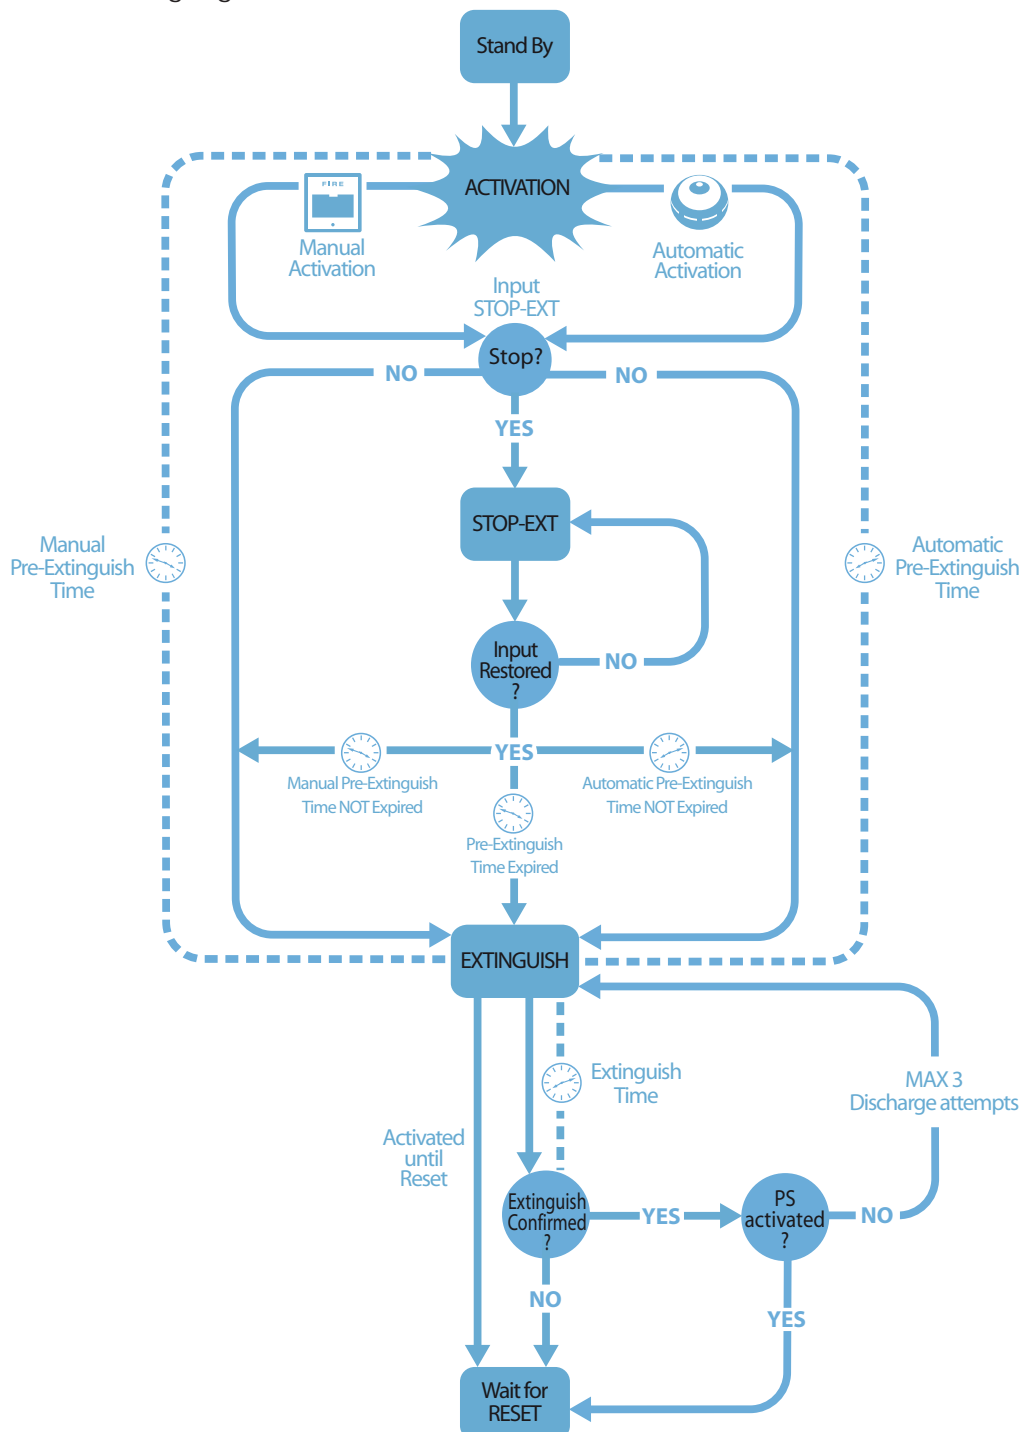 Stand By
ACTIVATION
FIRE
Manual
Activation
Automatic
Activation
Input
STOP-EXT
Stop?
NO
NO
YES
STOP-EXT
Manual
Pre-Extinguish
Time
Automatic
Pre-Extinguish
Time
Input
Restored
?
NO
YES
Manual Pre-Extinguish
Time NOT Expired
Automatic Pre-Extinguish
Time NOT Expired
Pre-Extinguish
Time Expired
EXTINGUISH
Extinguish
Time
MAX 3
Discharge attempts
Activated
until
Reset
Extinguish
Confirmed
?
YES
PS
activated
?
NO
NO
YES
Wait for
RESET